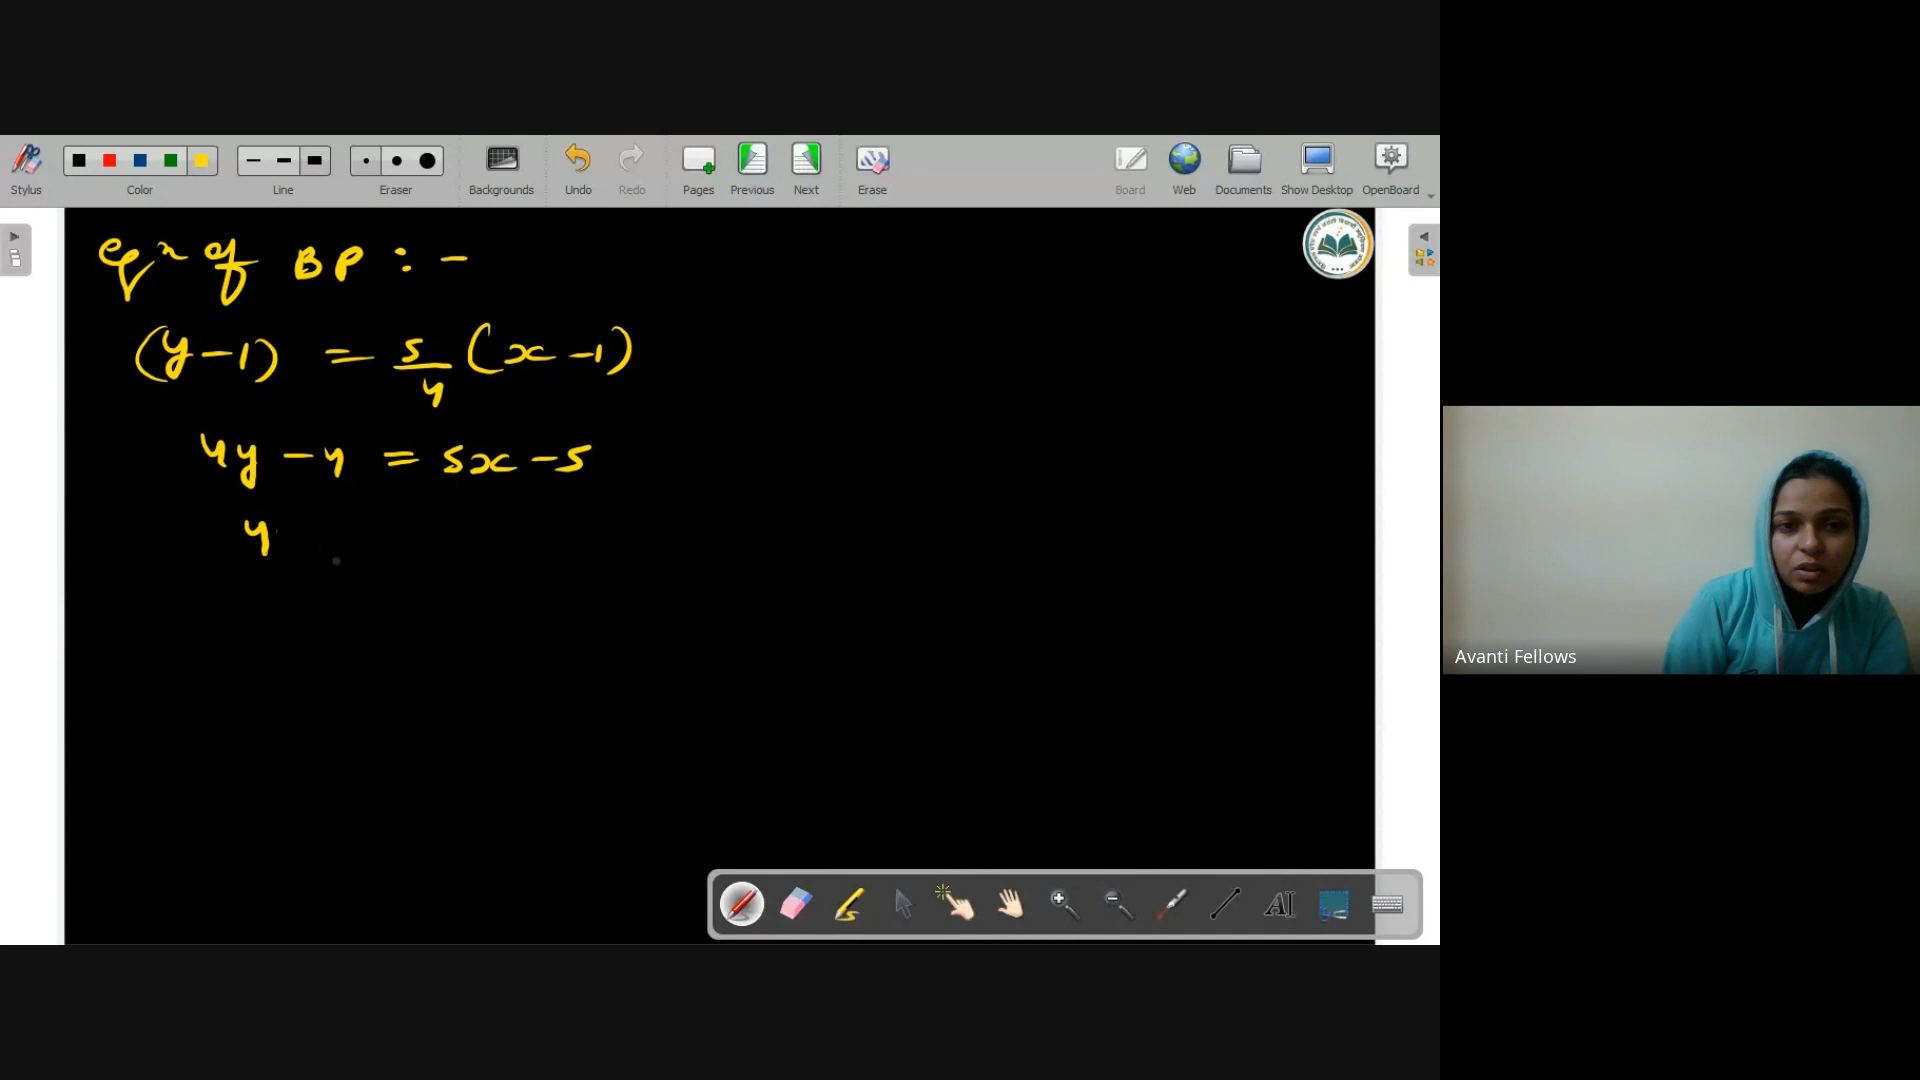 Stylus Color Line Eraser Backgrounds Undo Redo Pages Previous Next Erase Board Web Documents Show Desktop OpenBoard
eqn of BP : -
(y-1) = 5/4 (x-1)
4y - 4 = 5x - 5
4
Avanti Fellows
AI